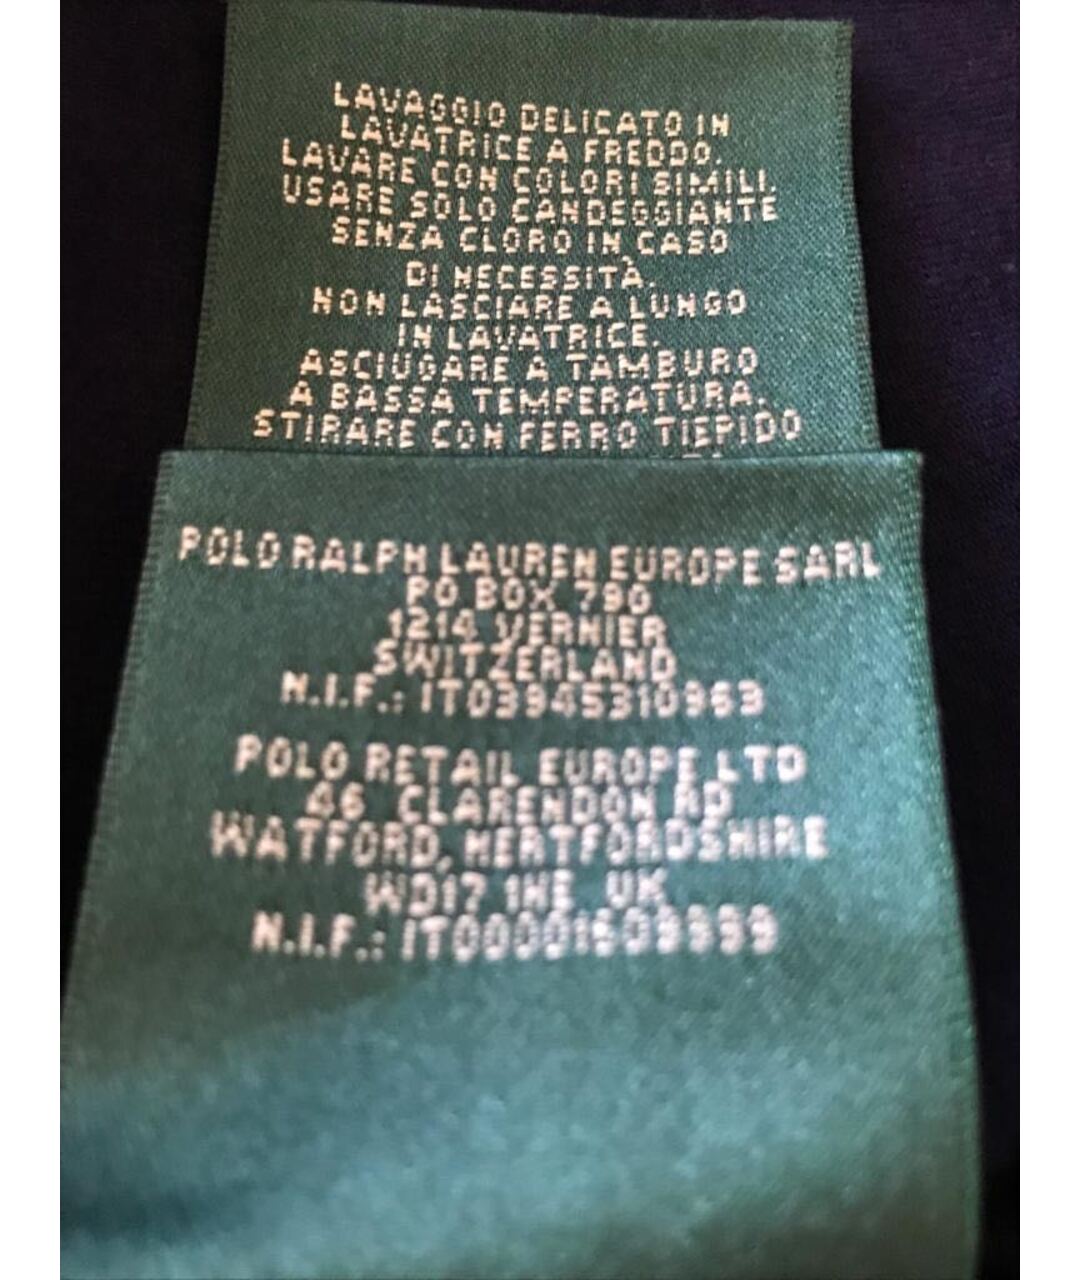 LAVAGGIO DELICATO IN
LAVATRICE A FREDDO.
LAVARE CON COLORI SIMILI.
USARE SOLO CANDEGGIANTE
SENZA CLORO IN CASO
DI NECESSITÀ.
NON LASCIARE A LUNGO
IN LAVATRICE.
ASCIUGARE A TAMBURO
A BASSA TEMPERATURA.
STIRARE CON FERRO TIEPIDO
POLO RALPH LAUREN EUROPE SARL
PO BOX 790
1214 VERNIER
SWITZERLAND
N.I.F.: IT03945310963
POLO RETAIL EUROPE LTD
46 CLARENDON RD
WATFORD, HERTFORDSHIRE
WD17 1HE UK
N.I.F.: